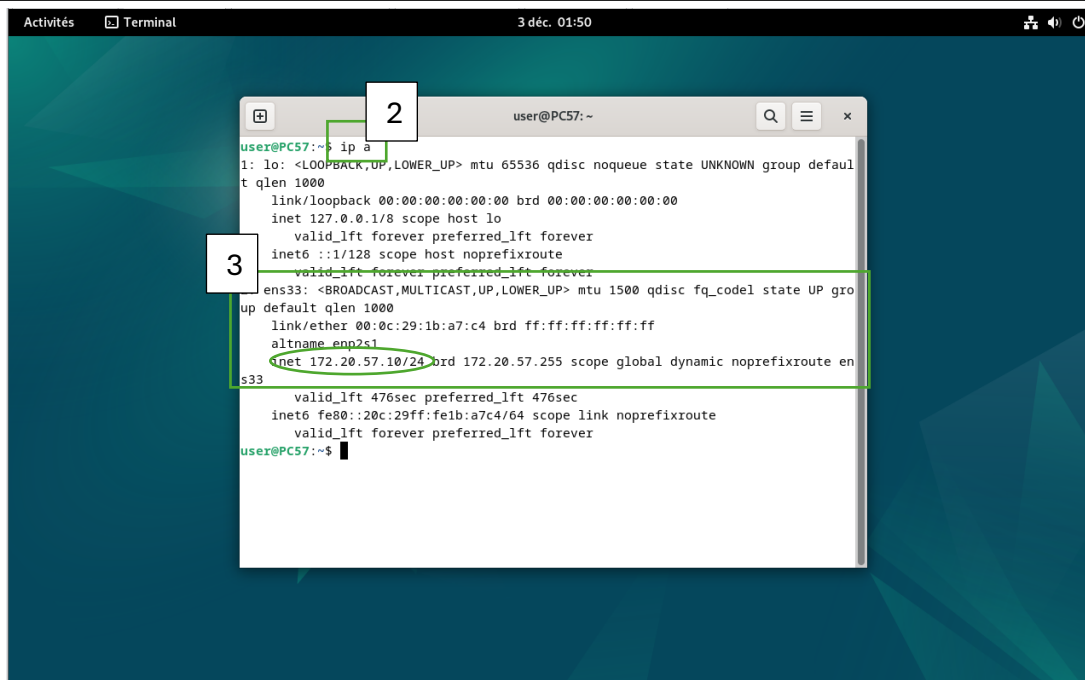 Activités Terminal 3 déc. 01:50
2
user@PC57: ~
user@PC57:~$ ip a
1: lo: <LOOPBACK,UP,LOWER_UP> mtu 65536 qdisc noqueue state UNKNOWN group defaul
t qlen 1000
link/loopback 00:00:00:00:00:00 brd 00:00:00:00:00:00
inet 127.0.0.1/8 scope host lo
valid_lft forever preferred_lft forever
inet6 ::1/128 scope host noprefixroute
3
valid_lft forever preferred_lft forever
ens33: <BROADCAST,MULTICAST,UP,LOWER_UP> mtu 1500 qdisc fq_codel state UP gro
up default qlen 1000
link/ether 00:0c:29:1b:a7:c4 brd ff:ff:ff:ff:ff:ff
altname enp2s1
inet 172.20.57.10/24 brd 172.20.57.255 scope global dynamic noprefixroute en
s33
valid_lft 476sec preferred_lft 476sec
inet6 fe80::20c:29ff:fe1b:a7c4/64 scope link noprefixroute
valid_lft forever preferred_lft forever
user@PC57:~$